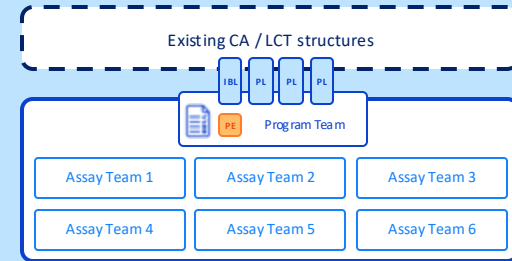 Existing CA / LCT structures
IBL PL PL PL
PE Program Team
Assay Team 1 Assay Team 2 Assay Team 3
Assay Team 4 Assay Team 5 Assay Team 6